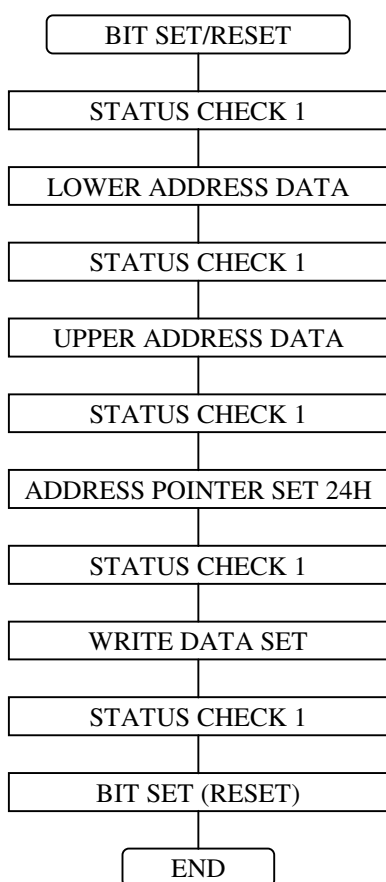 BIT SET/RESET
STATUS CHECK 1
LOWER ADDRESS DATA
STATUS CHECK 1
UPPER ADDRESS DATA
STATUS CHECK 1
ADDRESS POINTER SET 24H
STATUS CHECK 1
WRITE DATA SET
STATUS CHECK 1
BIT SET (RESET)
END